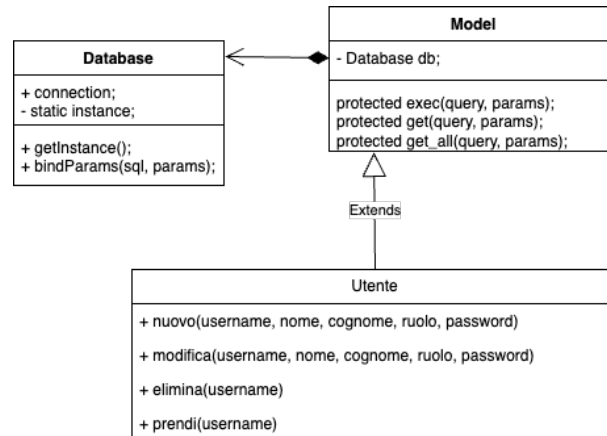 Database
+ connection;
- static instance;
+ getInstance();
+ bindParams(sql, params);
Model
- Database db;
protected exec(query, params);
protected get(query, params);
protected get_all(query, params);
Extends
Utente
+ nuovo(username, nome, cognome, ruolo, password)
+ modifica(username, nome, cognome, ruolo, password)
+ elimina(username)
+ prendi(username)